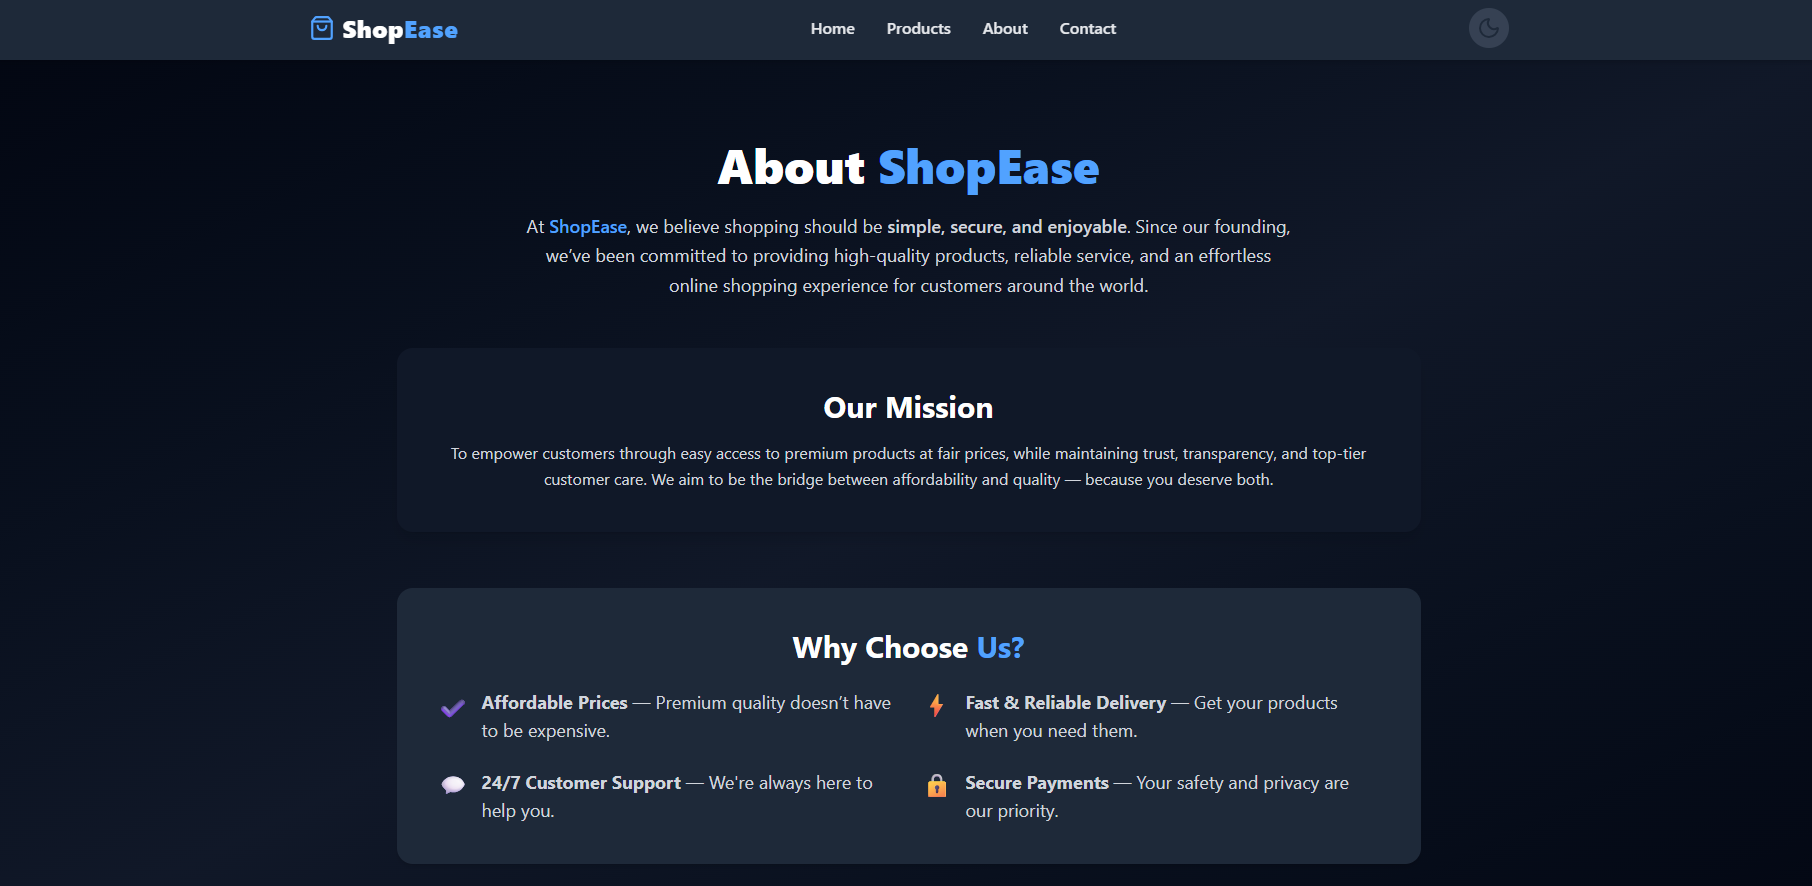 ShopEase
Home Products About Contact
About ShopEase
At ShopEase, we believe shopping should be simple, secure, and enjoyable. Since our founding,
we’ve been committed to providing high-quality products, reliable service, and an effortless
online shopping experience for customers around the world.
Our Mission
To empower customers through easy access to premium products at fair prices, while maintaining trust, transparency, and top-tier
customer care. We aim to be the bridge between affordability and quality — because you deserve both.
Why Choose Us?
Affordable Prices — Premium quality doesn’t have
to be expensive.
Fast & Reliable Delivery — Get your products
when you need them.
24/7 Customer Support — We're always here to
help you.
Secure Payments — Your safety and privacy are
our priority.